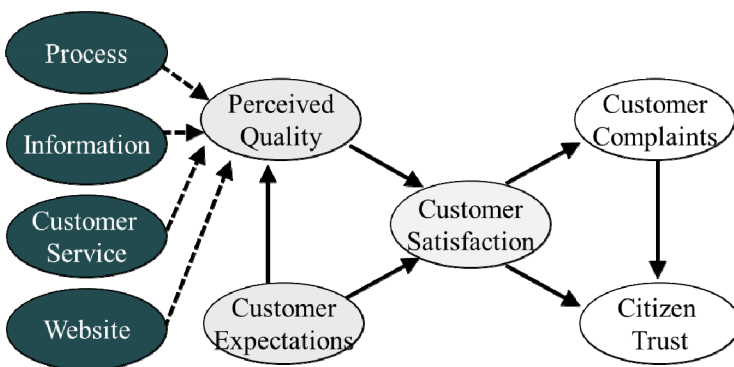 Process
Information
Customer
Service
Website
Perceived
Quality
Customer
Expectations
Customer
Satisfaction
Customer
Complaints
Citizen
Trust